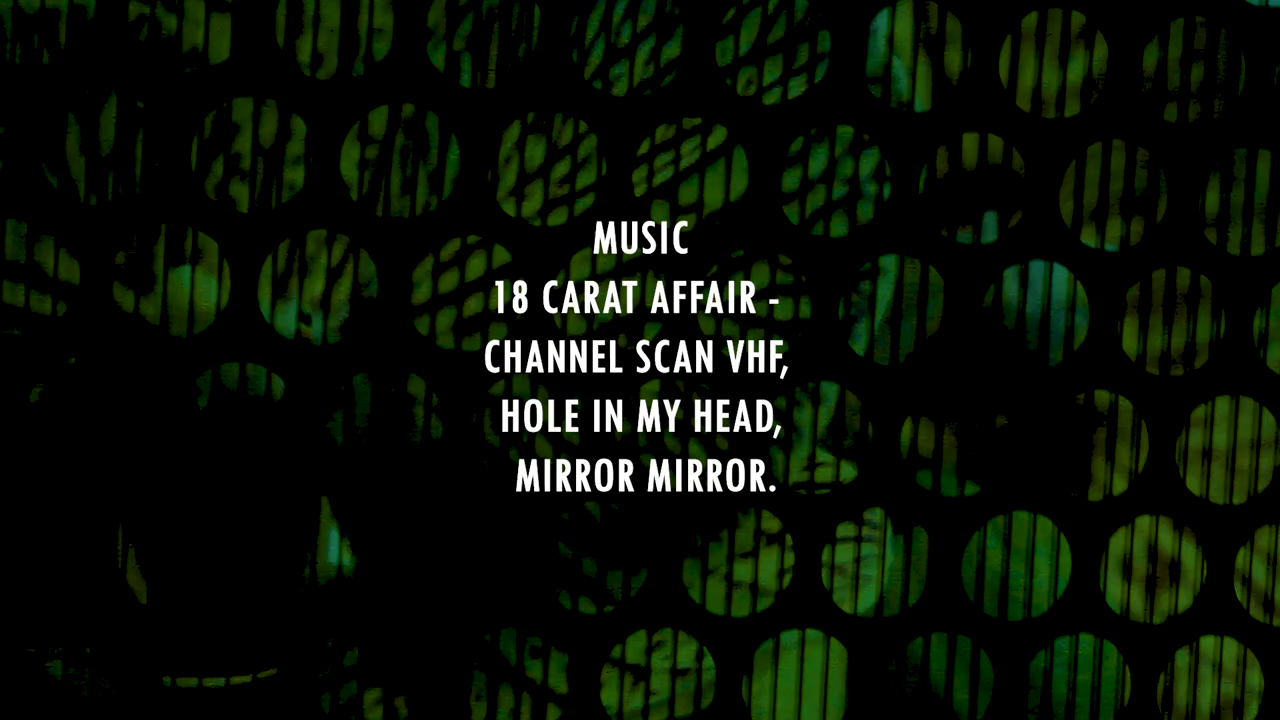 MUSIC
18 CARAT AFFAIR -
CHANNEL SCAN VHF,
HOLE IN MY HEAD,
MIRROR MIRROR.